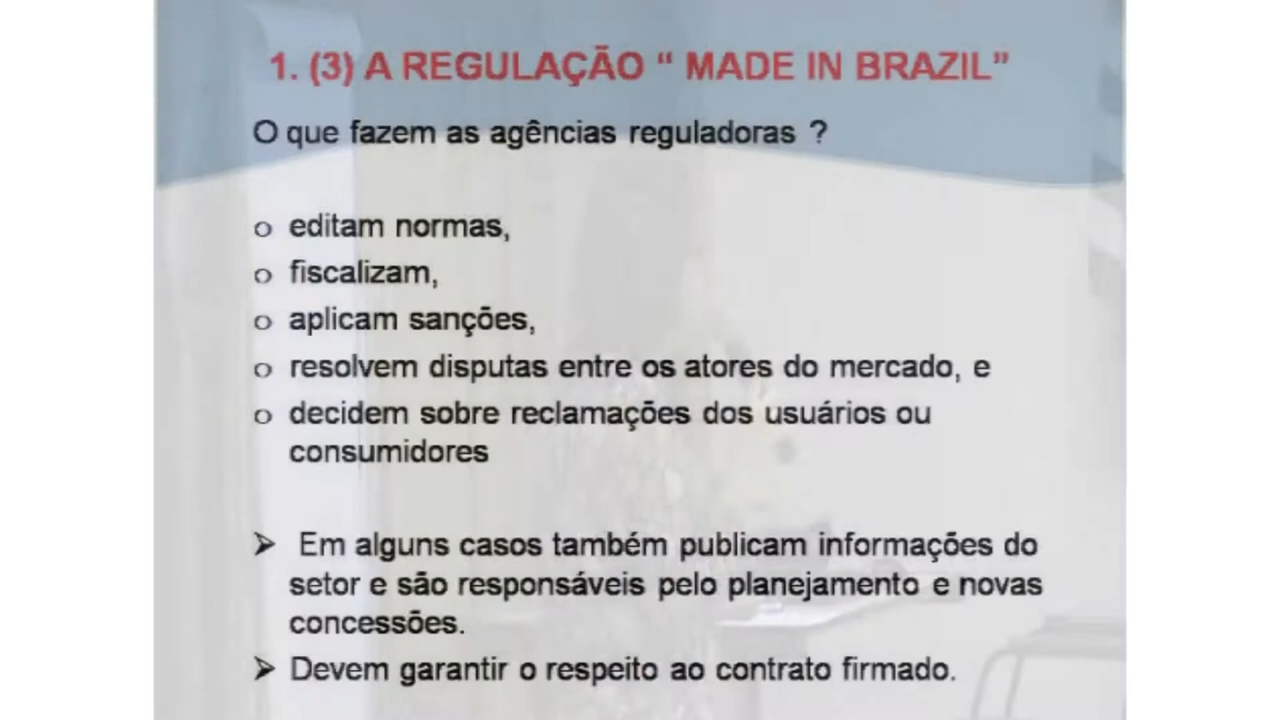 1. (3) A REGULAÇÃO “ MADE IN BRAZIL”
O que fazem as agências reguladoras ?
o editam normas,
o fiscalizam,
o aplicam sanções,
o resolvem disputas entre os atores do mercado, e
o decidem sobre reclamações dos usuários ou
consumidores
➢ Em alguns casos também publicam informações do
setor e são responsáveis pelo planejamento e novas
concessões.
➢ Devem garantir o respeito ao contrato firmado.